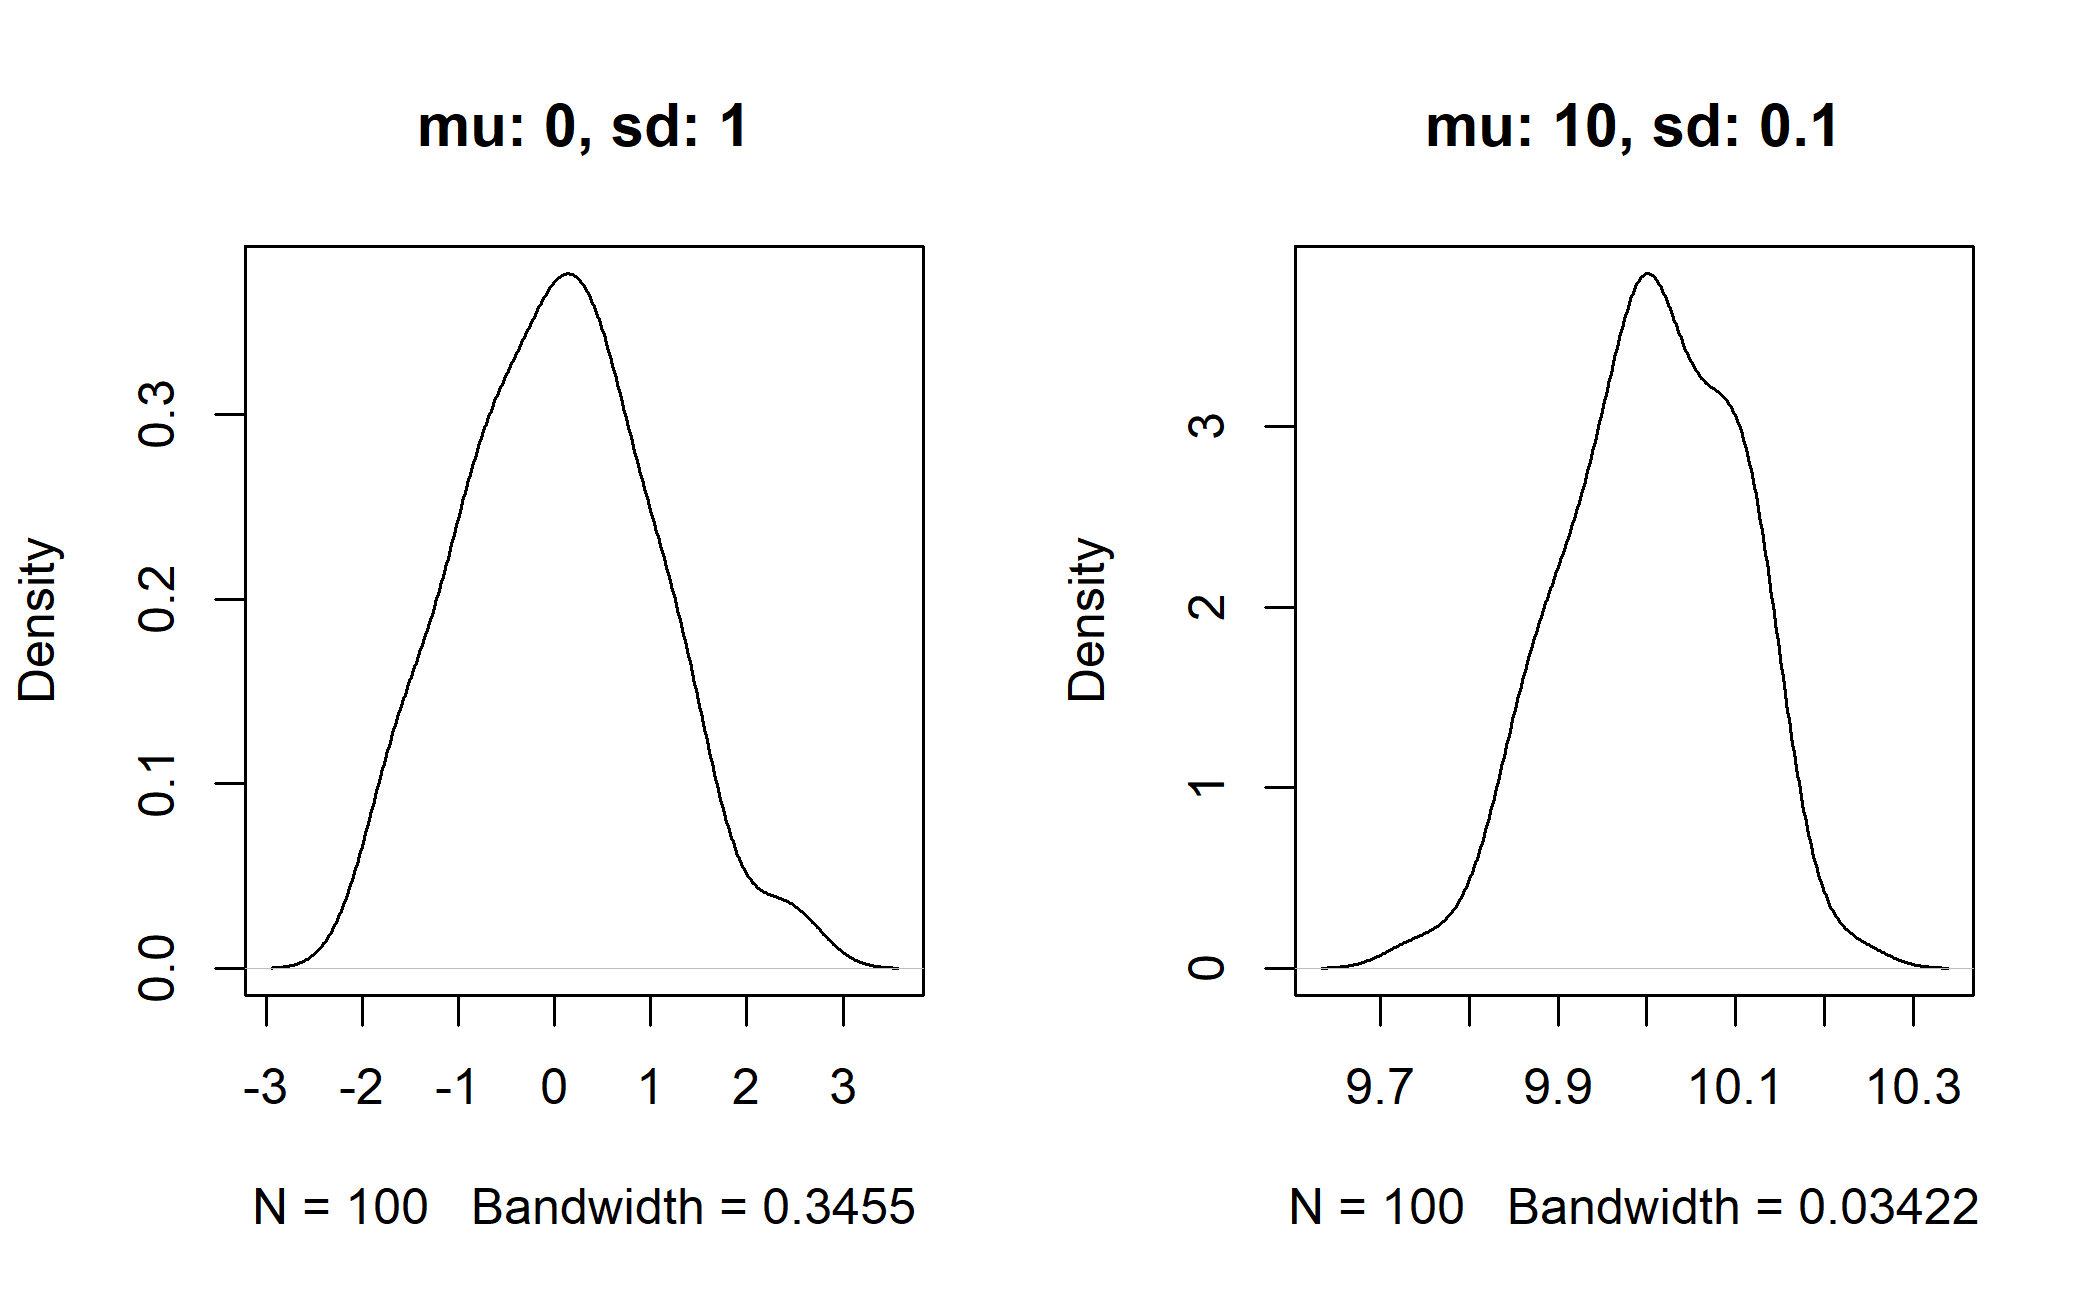 mu: 0, sd: 1
Density
0.3
0.2
0.1
0.0
-3 -2 -1 0 1 2 3
N = 100 Bandwidth = 0.3455
mu: 10, sd: 0.1
Density
3
2
1
0
9.7 9.9 10.1 10.3
N = 100 Bandwidth = 0.03422